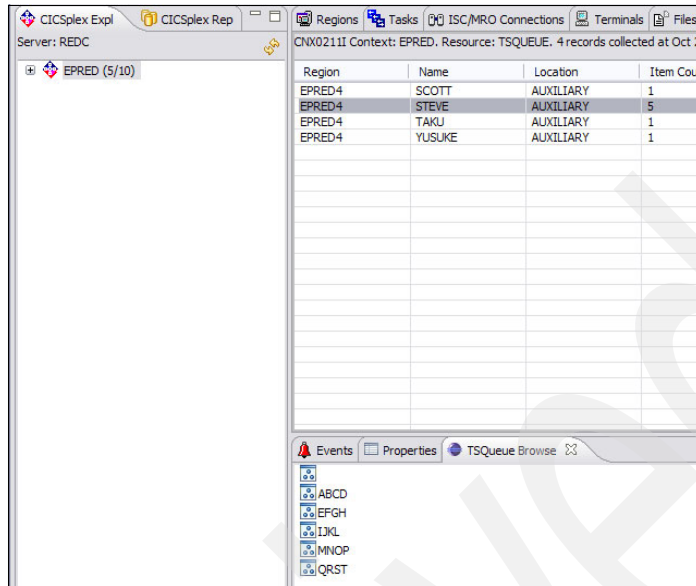 CICSplex Expl CICSplex Rep
Server: REDC
EPRED (5/10)
Regions Tasks ISC/MRO Connections Terminals Files
CNX0211I Context: EPRED. Resource: TSQUEUE. 4 records collected at Oct
Region Name Location Item Cou
EPRED4 SCOTT AUXILIARY 1
EPRED4 STEVE AUXILIARY 5
EPRED4 TAKU AUXILIARY 1
EPRED4 YUSUKE AUXILIARY 1
Events Properties TSQueue Browse
ABCD
EFGH
IJKL
MNOP
QRST